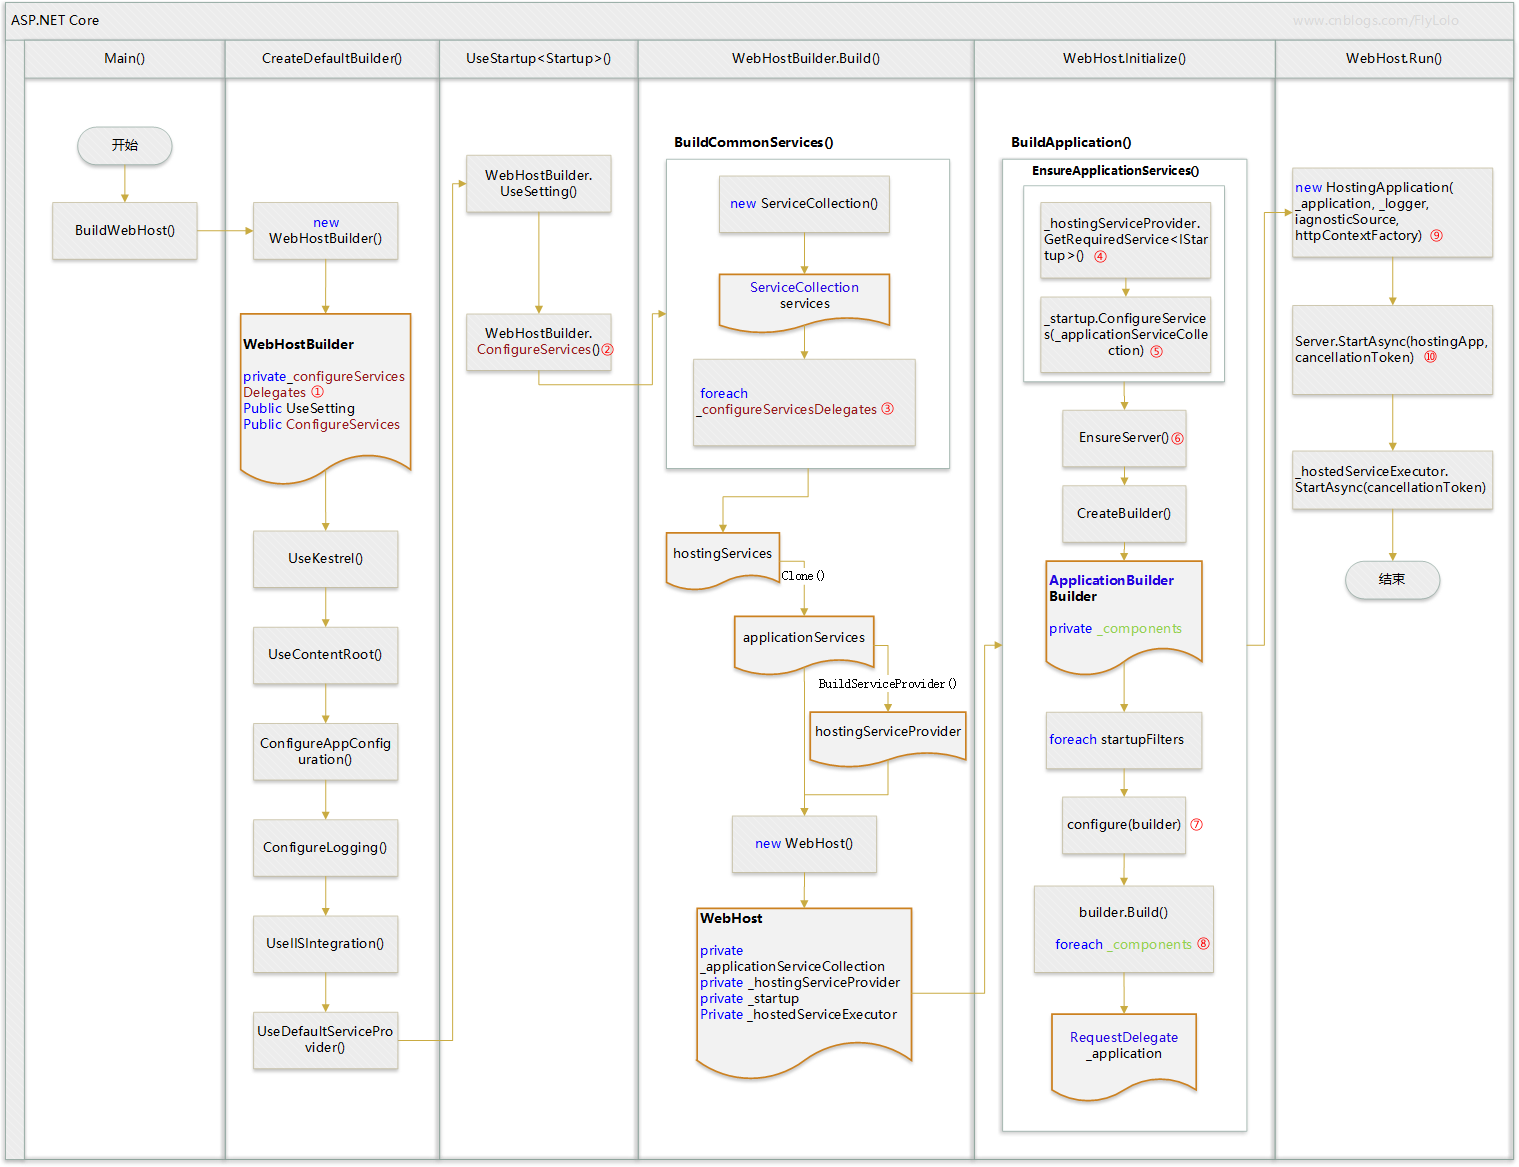 ASP.NET Core
www.cnblogs.com/FlyLolo
Main()
CreateDefaultBuilder()
UseStartup<Startup>()
WebHostBuilder.Build()
WebHost.Initialize()
WebHost.Run()
开始
BuildWebHost()
new
WebHostBuilder()
WebHostBuilder
private_configureServices
Delegates ①
Public UseSetting
Public ConfigureServices
UseKestrel()
UseContentRoot()
ConfigureAppConfig
uration()
ConfigureLogging()
UseIISIntegration()
UseDefaultServicePro
vider()
WebHostBuilder.
UseSetting()
WebHostBuilder.
ConfigureServices()②
BuildCommonServices()
new ServiceCollection()
ServiceCollection
services
foreach
_configureServicesDelegates ③
hostingServices
Clone()
applicationServices
BuildServiceProvider()
hostingServiceProvider
new WebHost()
WebHost
private
_applicationServiceCollection
private _hostingServiceProvider
private _startup
Private _hostedServiceExecutor
BuildApplication()
EnsureApplicationServices()
_hostingServiceProvider.
GetRequiredService<IStar
tup>() ④
_startup.ConfigureService
s(_applicationServiceColle
ction) ⑤
EnsureServer()⑥
CreateBuilder()
ApplicationBuilder
Builder
private _components
foreach startupFilters
configure(builder) ⑦
builder.Build()
foreach _components ⑧
RequestDelegate
_application
new HostingApplication(
_application, _logger,
iagnosticSource,
httpContextFactory) ⑨
Server.StartAsync(hostingApp,
cancellationToken) ⑩
_hostedServiceExecutor.
StartAsync(cancellationToken)
结束